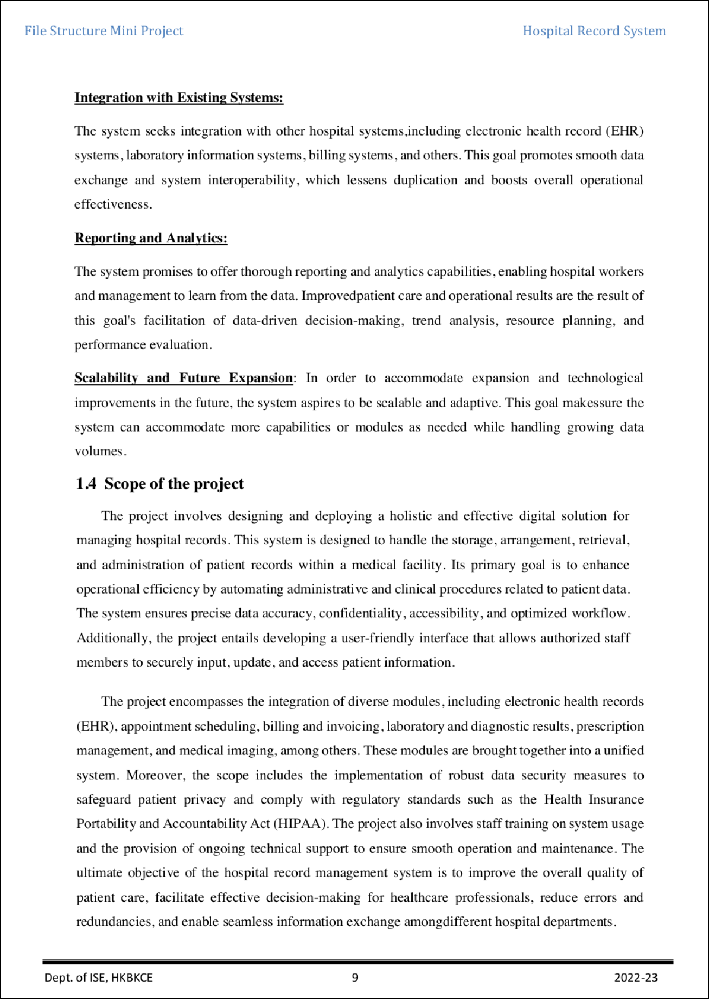 File Structure Mini Project Hospital Record System
Integration with Existing Systems:
The system seeks integration with other hospital systems,including electronic health record (EHR)
systems, laboratory information systems, billing systems, and others. This goal promotes smooth data
exchange and system interoperability, which lessens duplication and boosts overall operational
effectiveness.
Reporting and Analytics:
The system promises to offer thorough reporting and analytics capabilities, enabling hospital workers
and management to learn from the data. Improvedpatient care and operational results are the result of
this goal's facilitation of data-driven decision-making, trend analysis, resource planning, and
performance evaluation.
Scalability and Future Expansion: In order to accommodate expansion and technological
improvements in the future, the system aspires to be scalable and adaptive. This goal makessure the
system can accommodate more capabilities or modules as needed while handling growing data
volumes.
1.4 Scope of the project
The project involves designing and deploying a holistic and effective digital solution for
managing hospital records. This system is designed to handle the storage, arrangement, retrieval,
and administration of patient records within a medical facility. Its primary goal is to enhance
operational efficiency by automating administrative and clinical procedures related to patient data.
The system ensures precise data accuracy, confidentiality, accessibility, and optimized workflow.
Additionally, the project entails developing a user-friendly interface that allows authorized staff
members to securely input, update, and access patient information.
The project encompasses the integration of diverse modules, including electronic health records
(EHR), appointment scheduling, billing and invoicing, laboratory and diagnostic results, prescription
management, and medical imaging, among others. These modules are brought together into a unified
system. Moreover, the scope includes the implementation of robust data security measures to
safeguard patient privacy and comply with regulatory standards such as the Health Insurance
Portability and Accountability Act (HIPAA). The project also involves staff training on system usage
and the provision of ongoing technical support to ensure smooth operation and maintenance. The
ultimate objective of the hospital record management system is to improve the overall quality of
patient care, facilitate effective decision-making for healthcare professionals, reduce errors and
redundancies, and enable seamless information exchange amongdifferent hospital departments.
Dept. of ISE, HKBKCE 9 2022-23